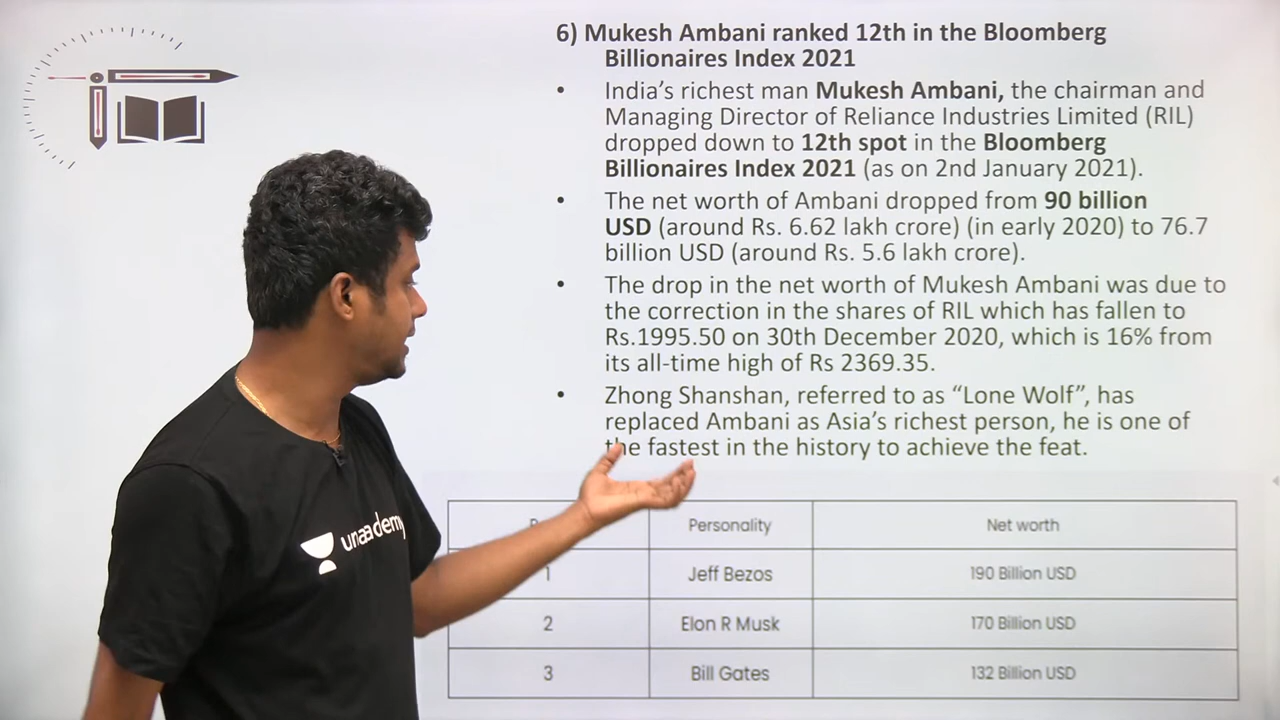 6) Mukesh Ambani ranked 12th in the Bloomberg
Billionaires Index 2021
• India’s richest man Mukesh Ambani, the chairman and
Managing Director of Reliance Industries Limited (RIL)
dropped down to 12th spot in the Bloomberg
Billionaires Index 2021 (as on 2nd January 2021).
• The net worth of Ambani dropped from 90 billion
USD (around Rs. 6.62 lakh crore) (in early 2020) to 76.7
billion USD (around Rs. 5.6 lakh crore).
• The drop in the net worth of Mukesh Ambani was due to
the correction in the shares of RIL which has fallen to
Rs.1995.50 on 30th December 2020, which is 16% from
its all-time high of Rs 2369.35.
• Zhong Shanshan, referred to as “Lone Wolf”, has
replaced Ambani as Asia’s richest person, he is one of
the fastest in the history to achieve the feat.
Personality Net worth
1 Jeff Bezos 190 Billion USD
2 Elon R Musk 170 Billion USD
3 Bill Gates 132 Billion USD
unacademy